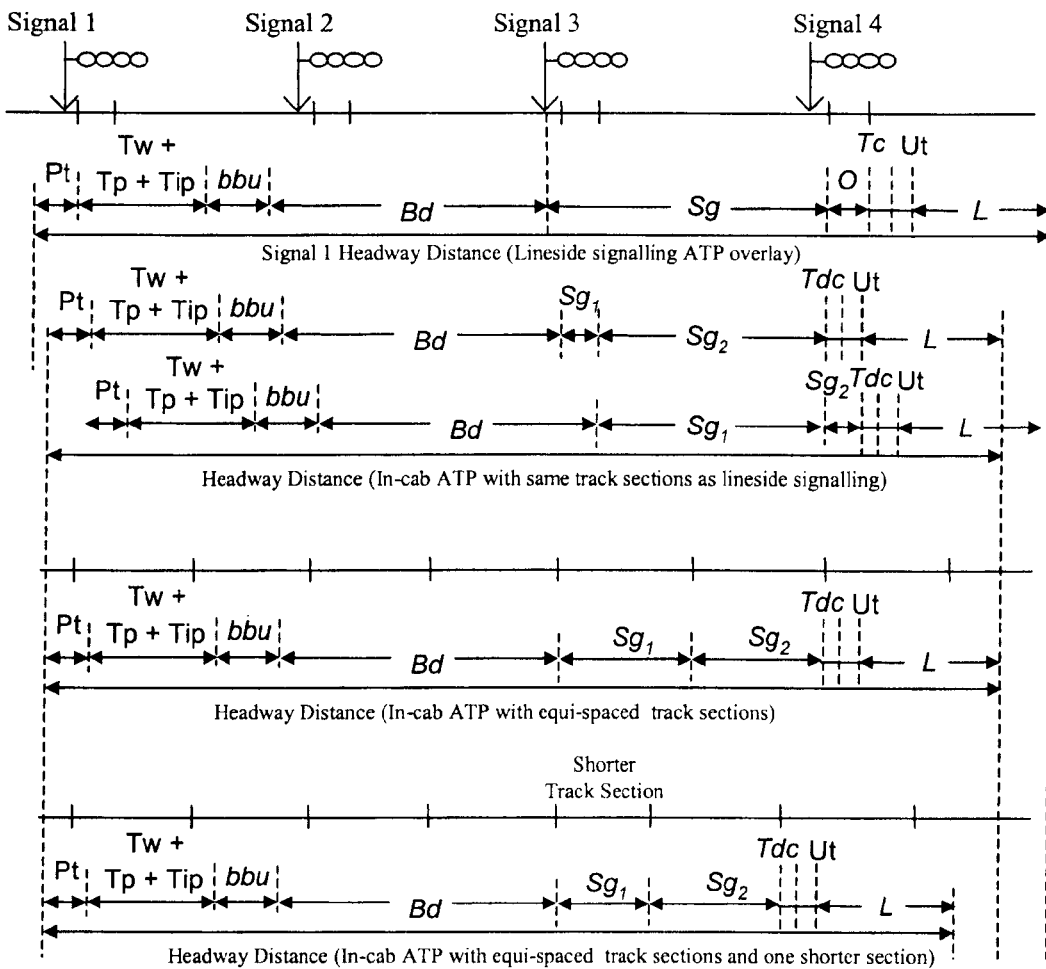 Signal 1 Signal 2 Signal 3 Signal 4
Tw +
Pt Tp + Tip bbu Bd Sg O Tc Ut L
Signal 1 Headway Distance (Lineside signalling ATP overlay)
Tw +
Pt Tp + Tip bbu Bd Sg1 Sg2 Tdc Ut L
Tw +
Pt Tp + Tip bbu Bd Sg1 Sg2 Tdc Ut L
Headway Distance (In-cab ATP with same track sections as lineside signalling)
Tw +
Pt Tp + Tip bbu Bd Sg1 Sg2 Tdc Ut L
Headway Distance (In-cab ATP with equi-spaced track sections)
Shorter
Track Section
Tw +
Pt Tp + Tip bbu Bd Sg1 Sg2 Tdc Ut L
Headway Distance (In-cab ATP with equi-spaced track sections and one shorter section)